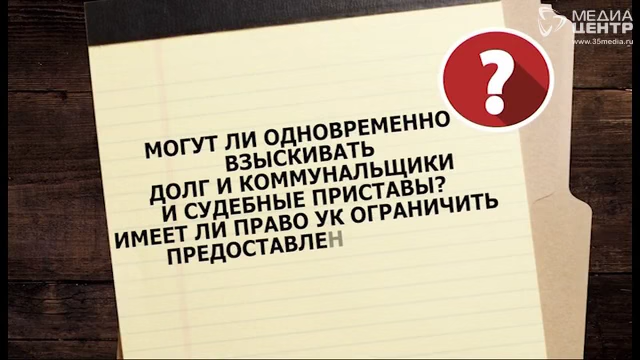 МЕДИА
ЦЕНТР
www.35media.ru
?
МОГУТ ЛИ ОДНОВРЕМЕННО
ВЗЫСКИВАТЬ
ДОЛГ И КОММУНАЛЬЩИКИ
И СУДЕБНЫЕ ПРИСТАВЫ?
ИМЕЕТ ЛИ ПРАВО УК ОГРАНИЧИТЬ
ПРЕДОСТАВЛЕН